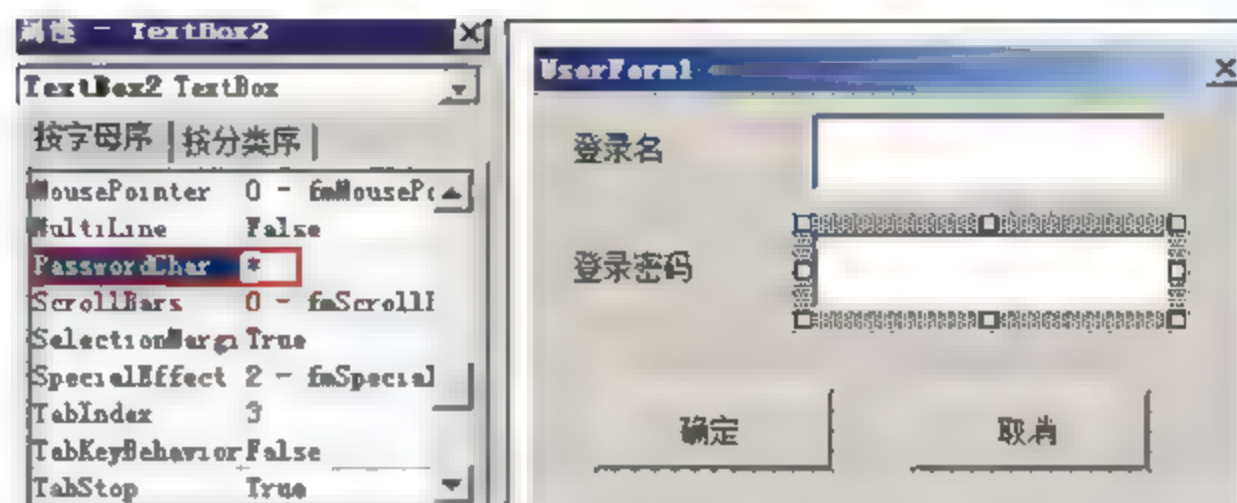 属性 - TextBox2
TextBox2 TextBox
按字母序 按分类序
MousePointer 0 - fmMousePo
MultiLine False
PasswordChar *
ScrollBars 0 - fmScrollB
SelectionMargi True
SpecialEffect 2 - fmSpecial
TabIndex 3
TabKeyBehavior False
TabStop True
UserForm1
登录名
登录密码
确定 取消